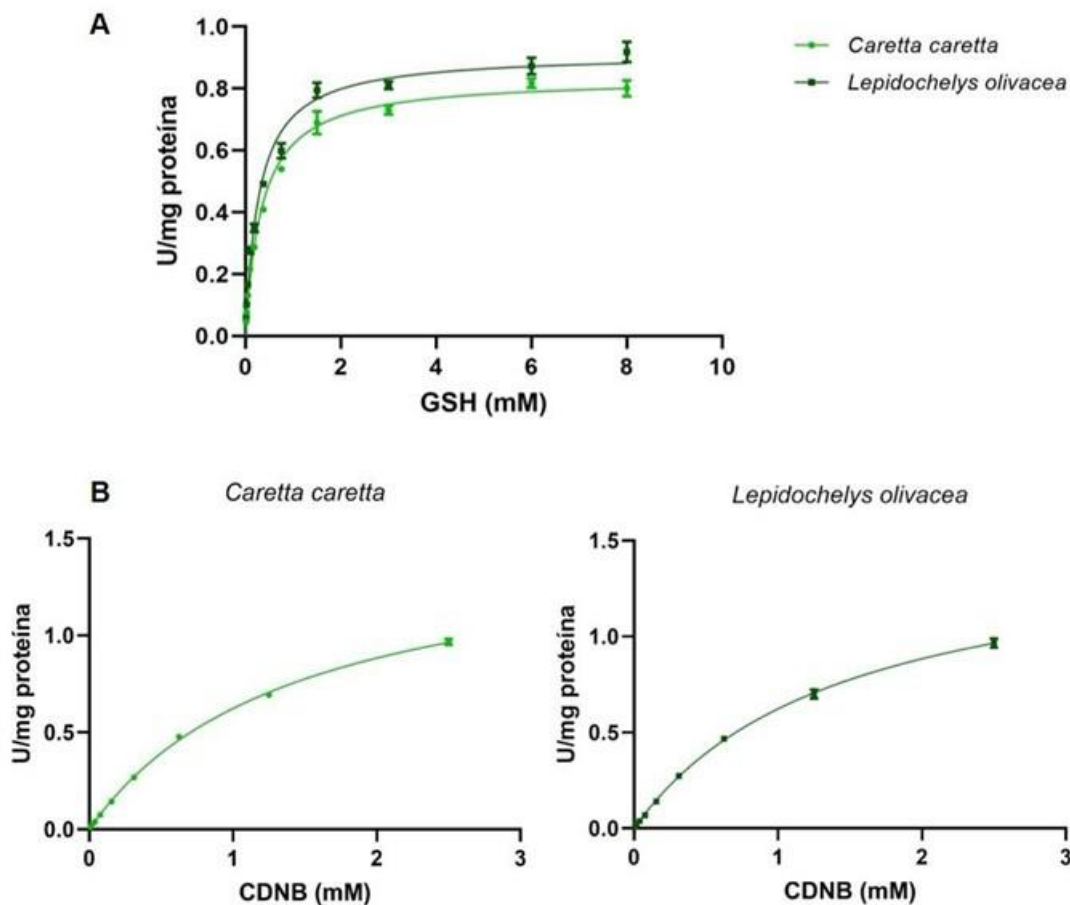 A
Caretta caretta
Lepidochelys olivacea
U/mg proteína
1.0
0.8
0.6
0.4
0.2
0.0
0 2 4 6 8 10
GSH (mM)
B
Caretta caretta
U/mg proteína
1.5
1.0
0.5
0.0
0 1 2 3
CDNB (mM)
Lepidochelys olivacea
U/mg proteína
1.5
1.0
0.5
0.0
0 1 2 3
CDNB (mM)